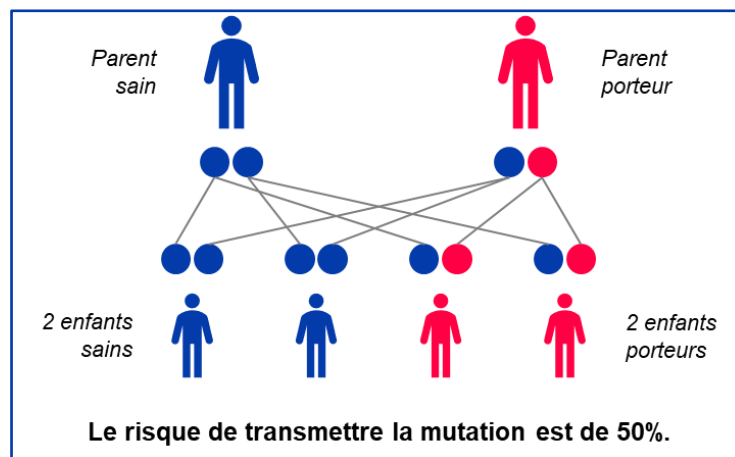 Parent
sain
Parent
porteur
2 enfants
sains
2 enfants
porteurs
Le risque de transmettre la mutation est de 50%.